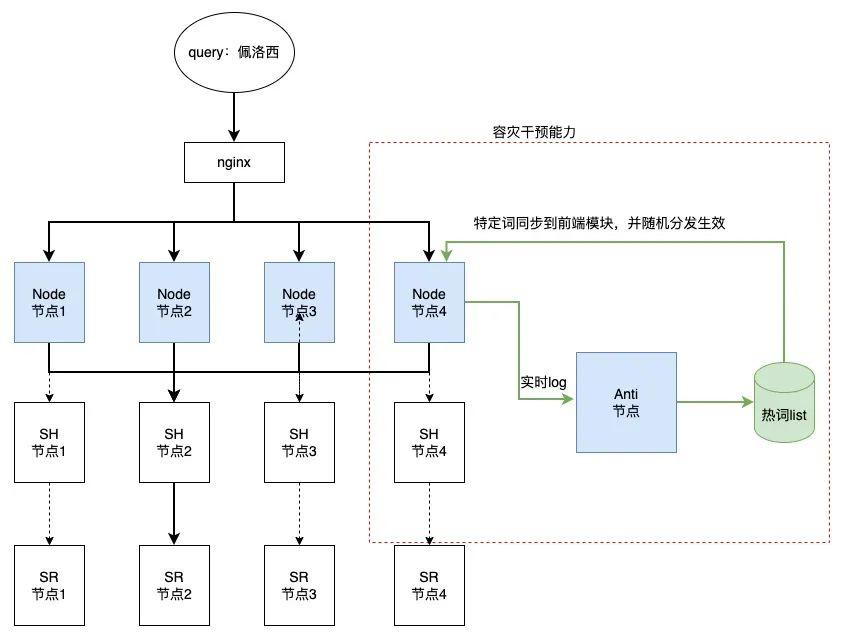 query：佩洛西
nginx
容灾干预能力
特定词同步到前端模块，并随机分发生效
Node
节点1
Node
节点2
Node
节点3
Node
节点4
实时log
Anti
节点
热词list
SH
节点1
SH
节点2
SH
节点3
SH
节点4
SR
节点1
SR
节点2
SR
节点3
SR
节点4